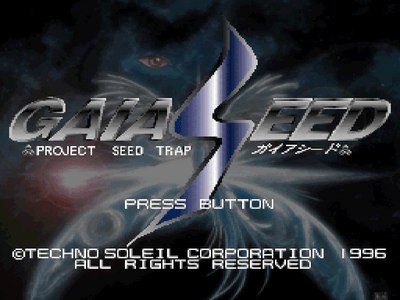 GAIA SEED
PROJECT SEED TRAP ガイアシード
PRESS BUTTON
©TECHNO SOLEIL CORPORATION 1996
ALL RIGHTS RESERVED